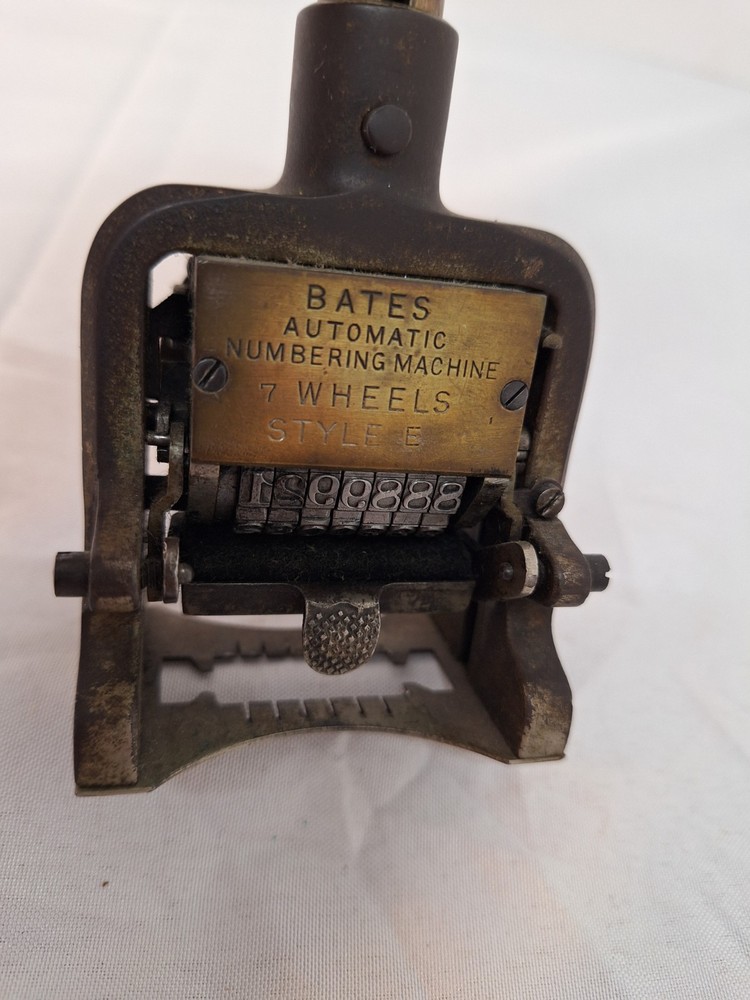 BATES
AUTOMATIC
NUMBERING MACHINE
7 WHEELS
STYLE E